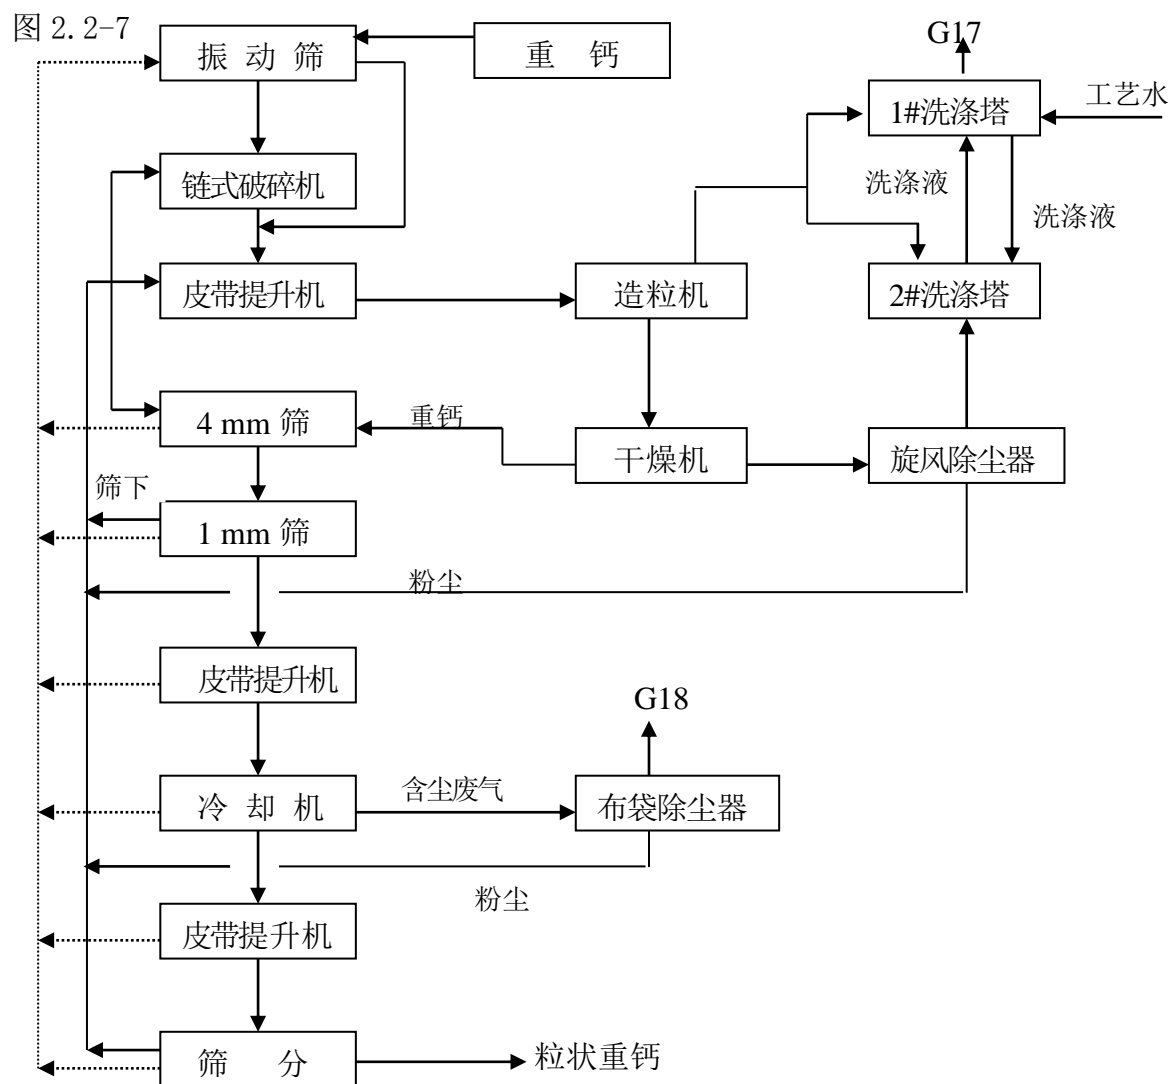 图 2.2-7
G17
振 动 筛
重 钙
1#洗涤塔
工艺水
链式破碎机
洗涤液
洗涤液
皮带提升机
造粒机
2#洗涤塔
4 mm 筛
重钙
干燥机
旋风除尘器
筛下
1 mm 筛
粉尘
皮带提升机
G18
冷 却 机
含尘废气
布袋除尘器
粉尘
皮带提升机
筛 分
粒状重钙